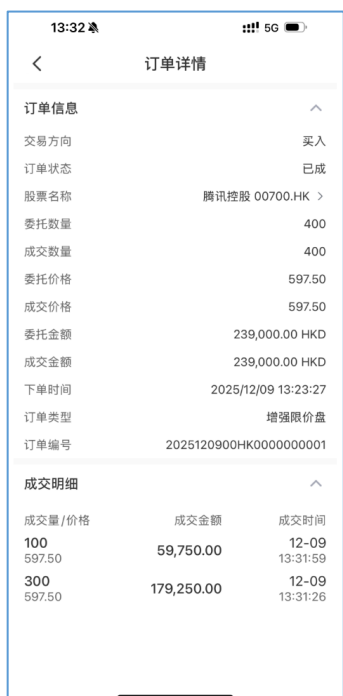 13:32 5G
订单详情
订单信息
交易方向 买入
订单状态 已成
股票名称 腾讯控股 00700.HK >
委托数量 400
成交数量 400
委托价格 597.50
成交价格 597.50
委托金额 239,000.00 HKD
成交金额 239,000.00 HKD
下单时间 2025/12/09 13:23:27
订单类型 增强限价盘
订单编号 2025120900HK0000000001
成交明细
成交量/价格 成交金额 成交时间
100 59,750.00 12-09
597.50 13:31:59
300 179,250.00 12-09
597.50 13:31:26